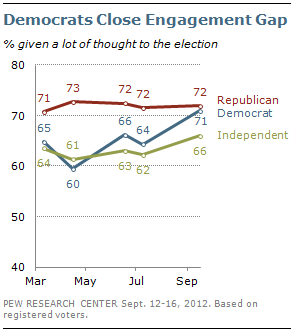 Democrats Close Engagement Gap
% given a lot of thought to the election
80
70
60
50
40
71
73
72
72
72
65
60
66
64
71
64
61
63
62
66
Republican
Democrat
Independent
Mar
May
Jul
Sep
PEW RESEARCH CENTER Sept. 12-16, 2012. Based on
registered voters.